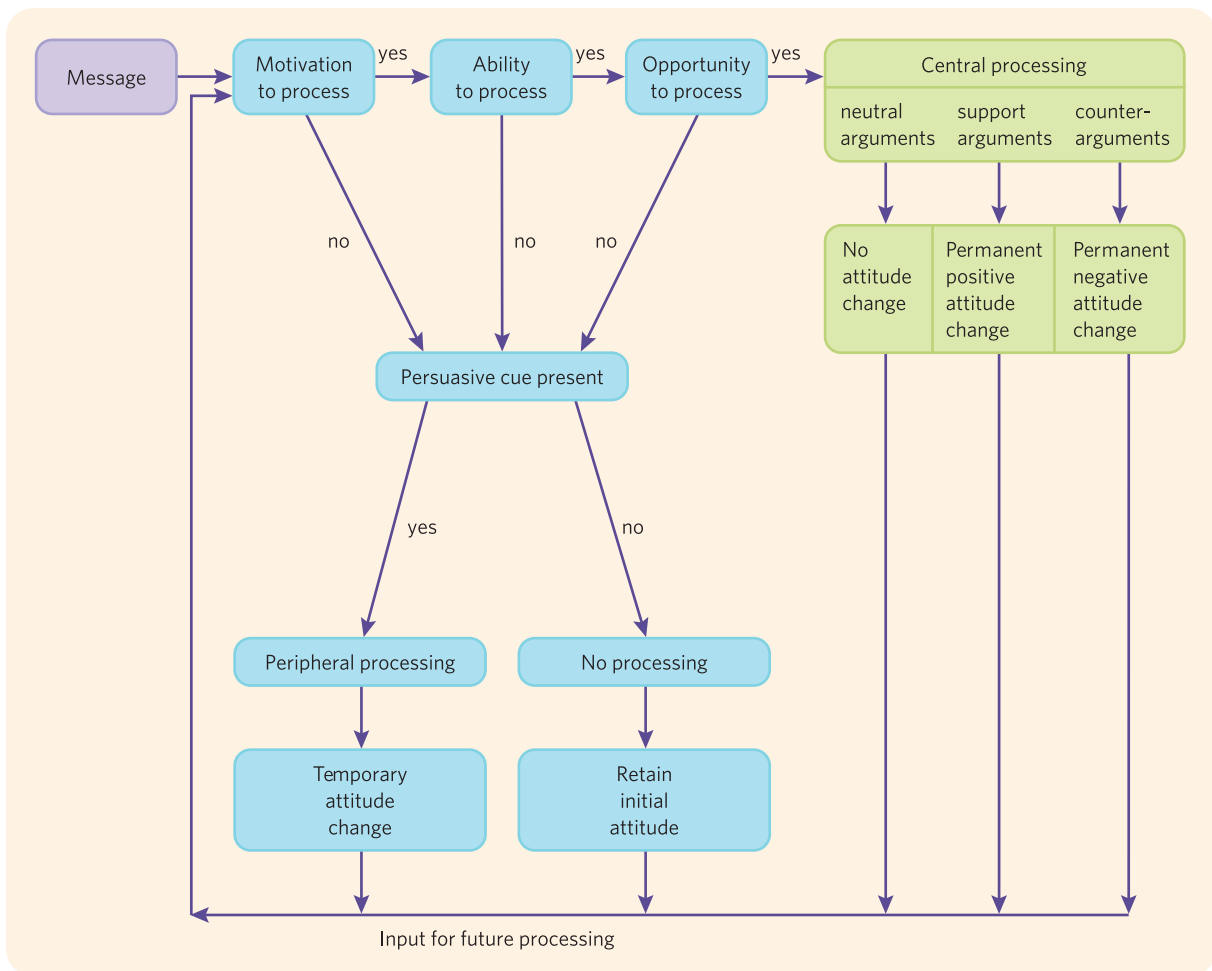 Message
Motivation
to process
yes
Ability
to process
yes
Opportunity
to process
yes
Central processing
neutral
arguments
support
arguments
counter-
arguments
no
no
no
No
attitude
change
Permanent
positive
attitude
change
Permanent
negative
attitude
change
Persuasive cue present
yes
no
Peripheral processing
No processing
Temporary
attitude
change
Retain
initial
attitude
Input for future processing